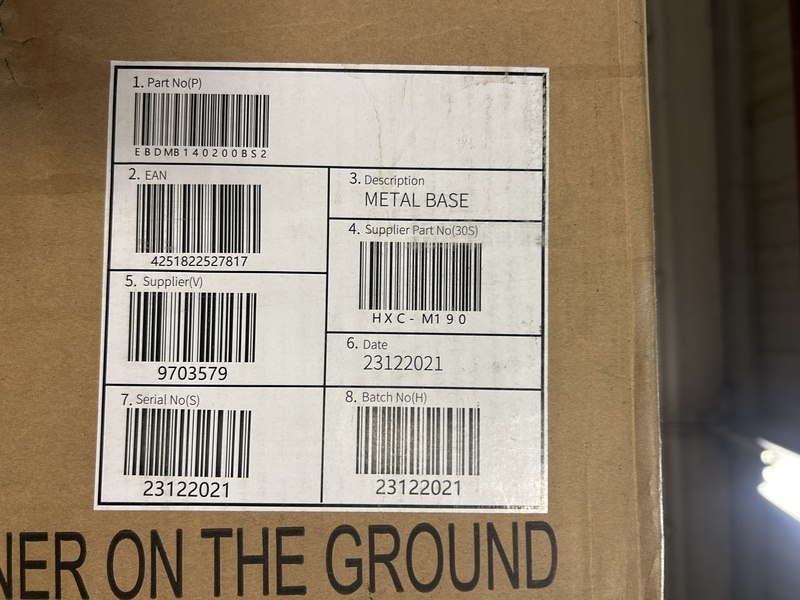 1. Part No(P)
EBDMB140200BS2
2. EAN
4251822527817
3. Description
METAL BASE
4. Supplier Part No(30S)
HXC-M190
5. Supplier(V)
9703579
6. Date
23122021
7. Serial No(S)
23122021
8. Batch No(H)
23122021
NER ON THE GROUND